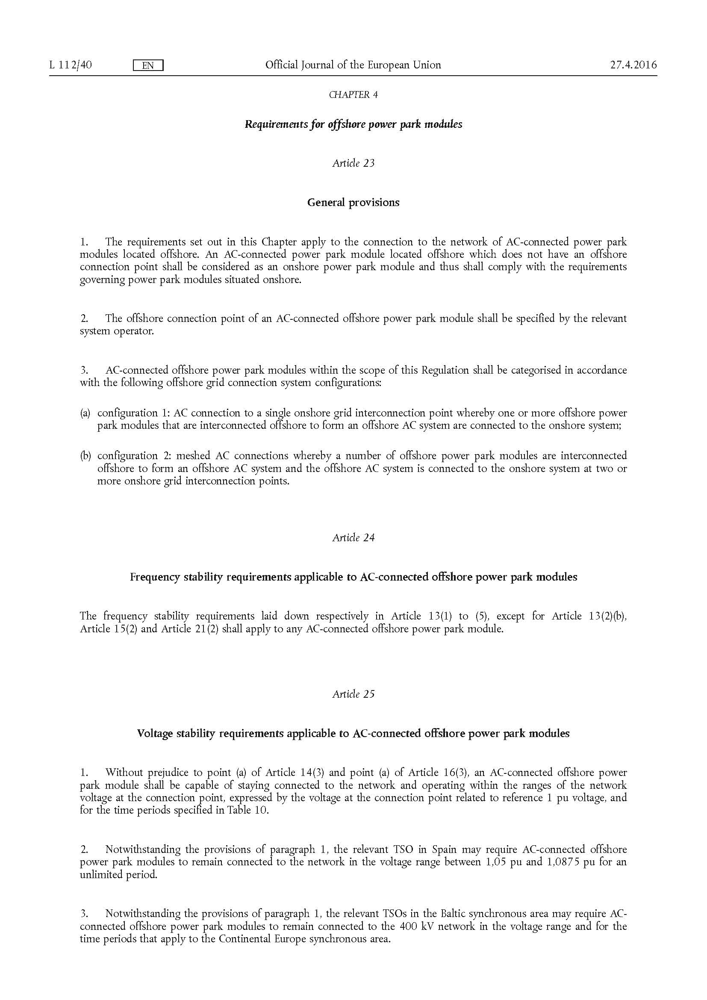 L 112/40 EN Official Journal of the European Union 27.4.2016
CHAPTER 4
Requirements for offshore power park modules
Article 23
General provisions
1. The requirements set out in this Chapter apply to the connection to the network of AC-connected power park
modules located offshore. An AC-connected power park module located offshore which does not have an offshore
connection point shall be considered as an onshore power park module and thus shall comply with the requirements
governing power park modules situated onshore.
2. The offshore connection point of an AC-connected offshore power park module shall be specified by the relevant
system operator.
3. AC-connected offshore power park modules within the scope of this Regulation shall be categorised in accordance
with the following offshore grid connection system configurations:
(a) configuration 1: AC connection to a single onshore grid interconnection point whereby one or more offshore power
park modules that are interconnected offshore to form an offshore AC system are connected to the onshore system;
(b) configuration 2: meshed AC connections whereby a number of offshore power park modules are interconnected
offshore to form an offshore AC system and the offshore AC system is connected to the onshore system at two or
more onshore grid interconnection points.
Article 24
Frequency stability requirements applicable to AC-connected offshore power park modules
The frequency stability requirements laid down respectively in Article 13(1) to (5), except for Article 13(2)(b),
Article 15(2) and Article 21(2) shall apply to any AC-connected offshore power park module.
Article 25
Voltage stability requirements applicable to AC-connected offshore power park modules
1. Without prejudice to point (a) of Article 14(3) and point (a) of Article 16(3), an AC-connected offshore power
park module shall be capable of staying connected to the network and operating within the ranges of the network
voltage at the connection point, expressed by the voltage at the connection point related to reference 1 pu voltage, and
for the time periods specified in Table 10.
2. Notwithstanding the provisions of paragraph 1, the relevant TSO in Spain may require AC-connected offshore
power park modules to remain connected to the network in the voltage range between 1,05 pu and 1,0875 pu for an
unlimited period.
3. Notwithstanding the provisions of paragraph 1, the relevant TSOs in the Baltic synchronous area may require AC-
connected offshore power park modules to remain connected to the 400 kV network in the voltage range and for the
time periods that apply to the Continental Europe synchronous area.